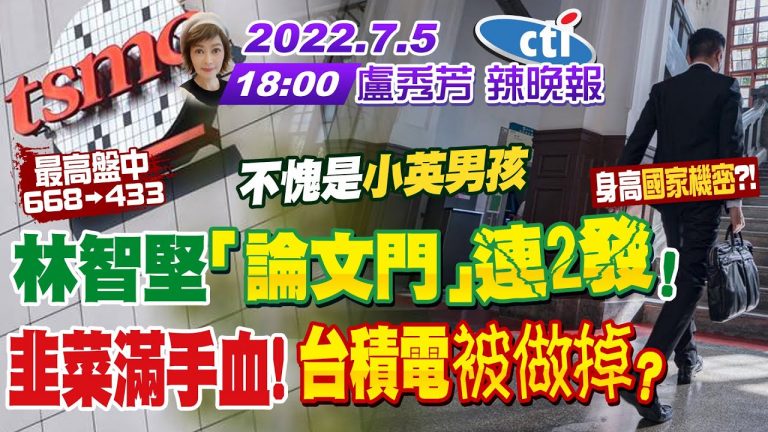 tsmc
2022.7.5
cti
18:00 盧秀芳 辣晚報
最高盤中
668→433
不愧是小英男孩
身高國家機密?!
林智堅「論文門」連2發!
韭菜滿手血!台積電被做掉?